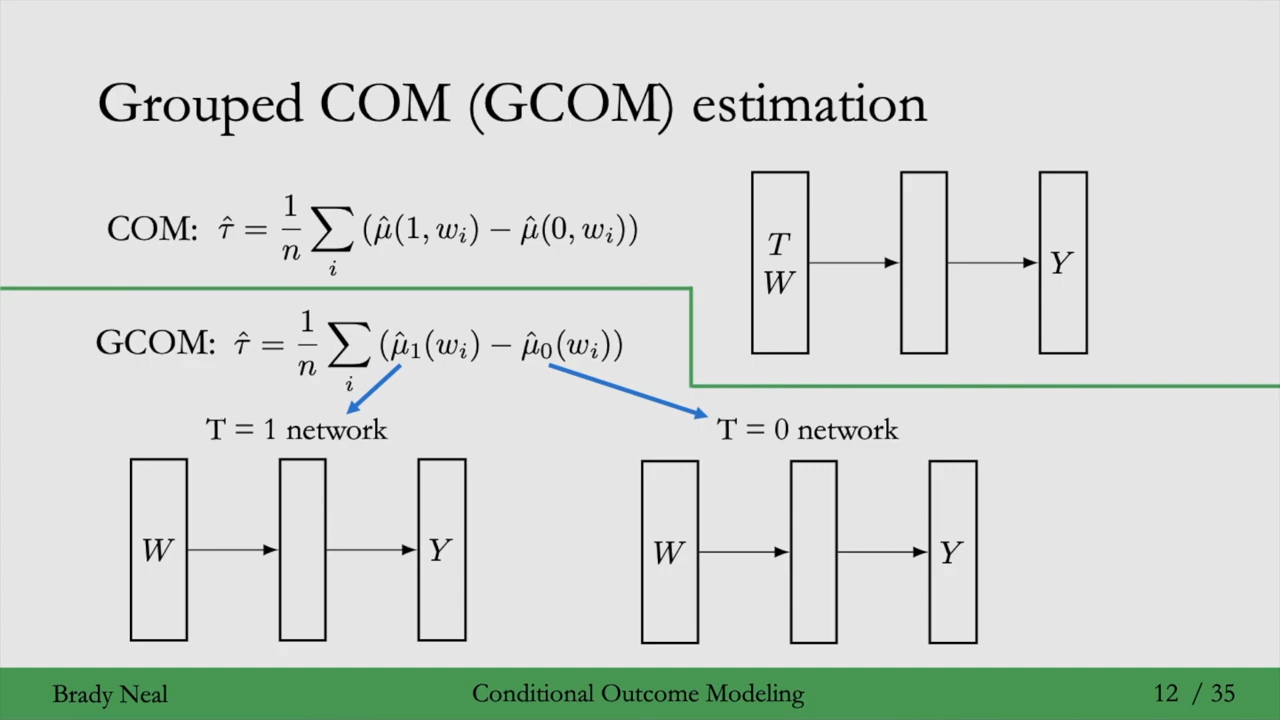 Grouped COM (GCOM) estimation
COM: τ̂ = 1/n ∑_i (μ̂(1, w_i) − μ̂(0, w_i))
T
W
Y
GCOM: τ̂ = 1/n ∑_i (μ̂_1(w_i) − μ̂_0(w_i))
T = 1 network
T = 0 network
W
Y
W
Y
Brady Neal
Conditional Outcome Modeling
12 / 35